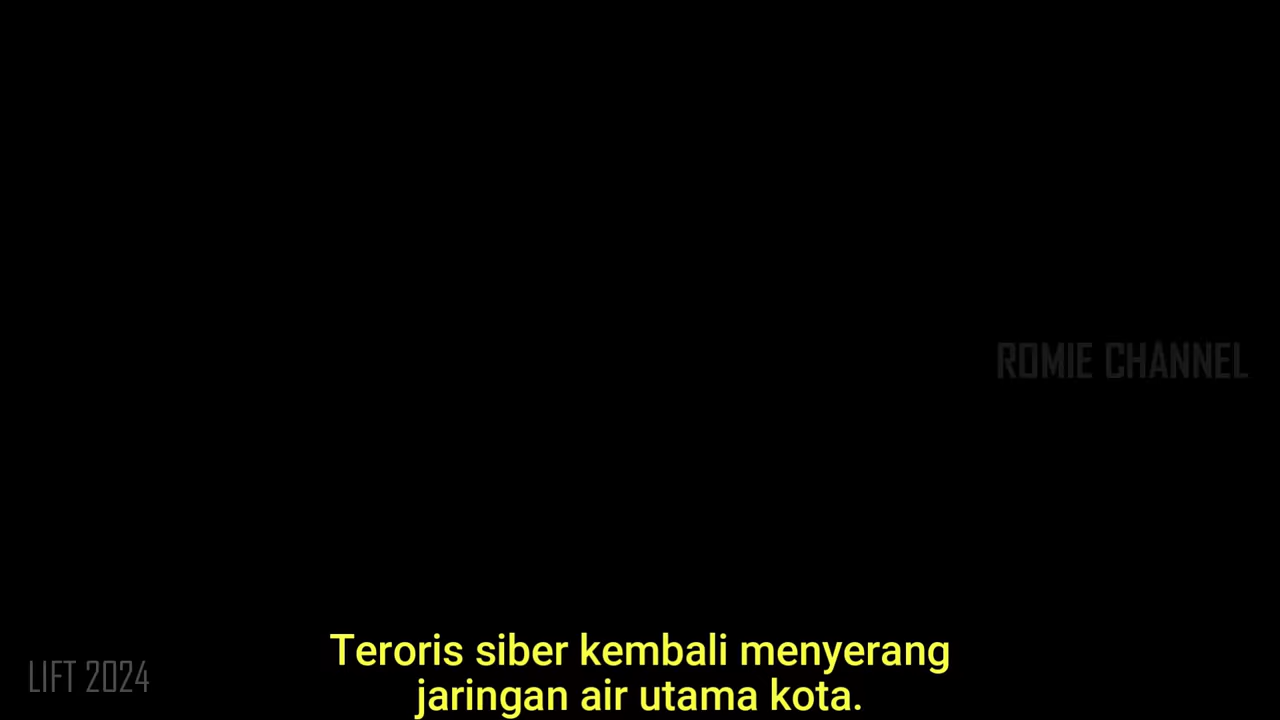 ROMIE CHANNEL
Teroris siber kembali menyerang
jaringan air utama kota.
LIFT 2024